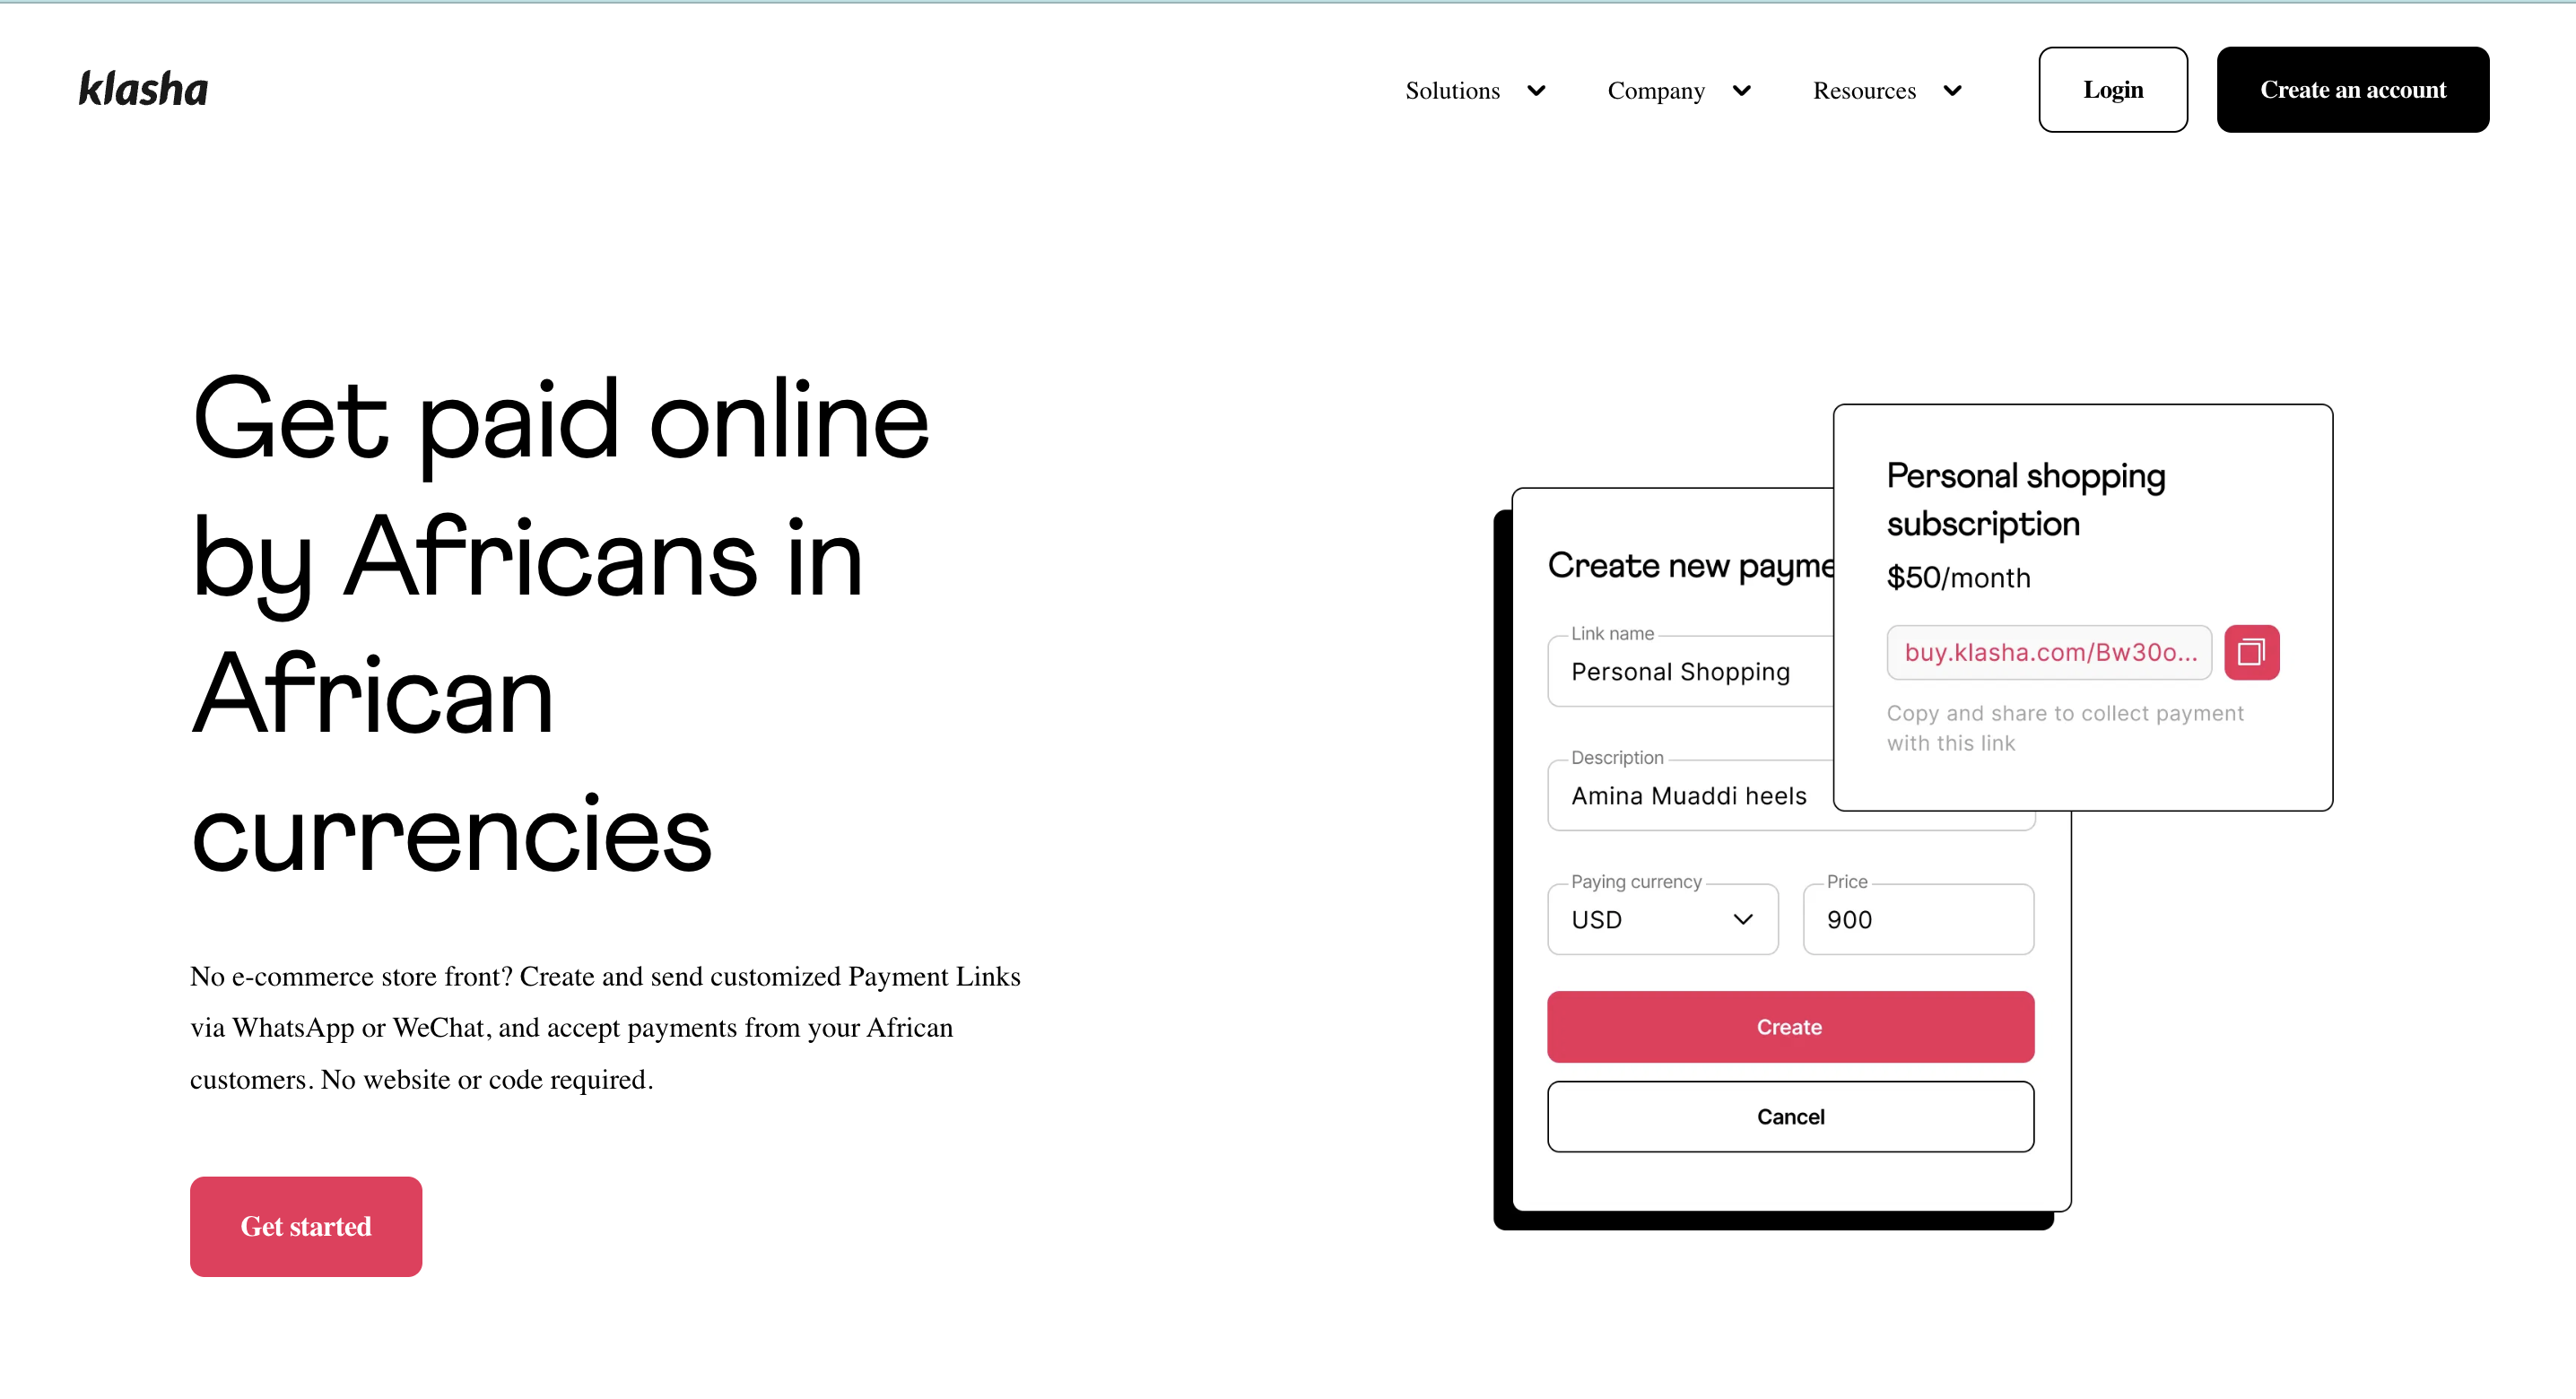 klasha
Solutions
Company
Resources
Login
Create an account
Get paid online
by Africans in
African
currencies
No e-commerce store front? Create and send customized Payment Links
via WhatsApp or WeChat, and accept payments from your African
customers. No website or code required.
Get started
Create new payme
Link name
Personal Shopping
Description
Amina Muaddi heels
Paying currency
USD
Price
900
Create
Cancel
Personal shopping
subscription
$50/month
buy.klasha.com/Bw30o...
Copy and share to collect payment
with this link